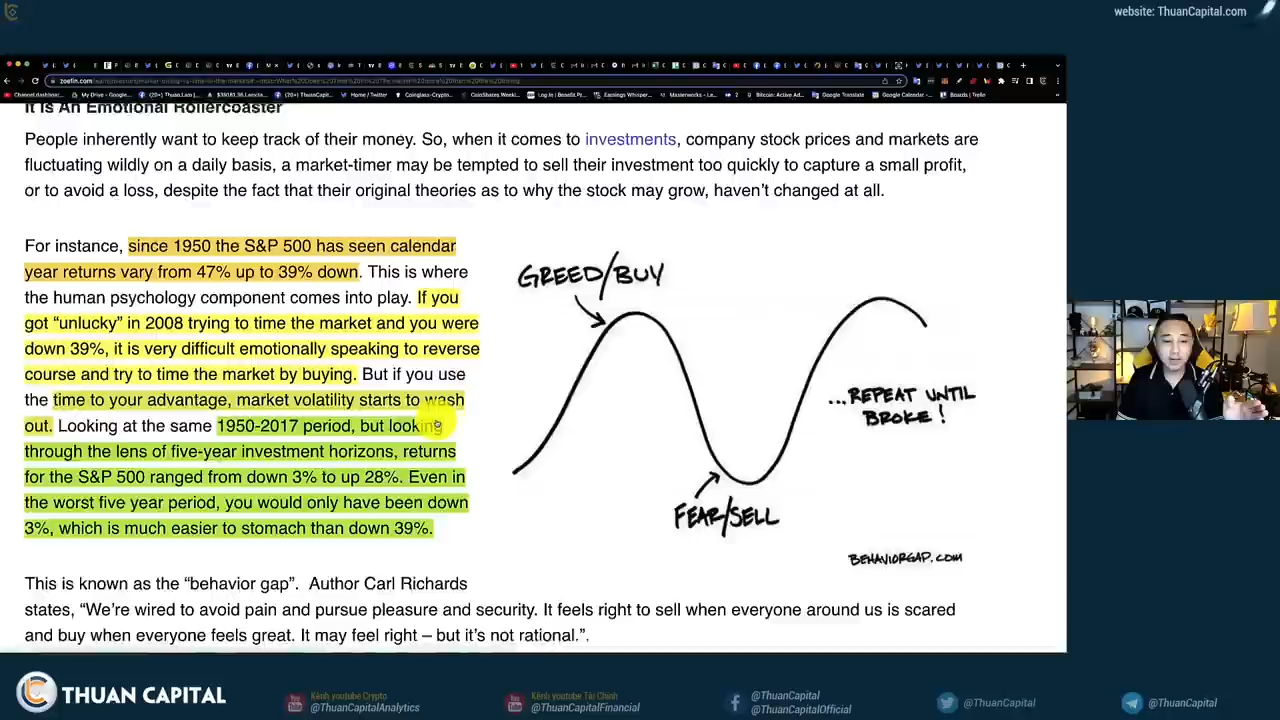 website: ThuanCapital.com
It Is An Emotional Rollercoaster
People inherently want to keep track of their money. So, when it comes to investments, company stock prices and markets are
fluctuating wildly on a daily basis, a market-timer may be tempted to sell their investment too quickly to capture a small profit,
or to avoid a loss, despite the fact that their original theories as to why the stock may grow, haven't changed at all.
For instance, since 1950 the S&P 500 has seen calendar
year returns vary from 47% up to 39% down. This is where
the human psychology component comes into play. If you
got “unlucky” in 2008 trying to time the market and you were
down 39%, it is very difficult emotionally speaking to reverse
course and try to time the market by buying. But if you use
the time to your advantage, market volatility starts to wash
out. Looking at the same 1950-2017 period, but looking
through the lens of five-year investment horizons, returns
for the S&P 500 ranged from down 3% to up 28%. Even in
the worst five year period, you would only have been down
3%, which is much easier to stomach than down 39%.
GREED/BUY
...REPEAT UNTIL
BROKE!
FEAR/SELL
BEHAVIORGAP.COM
This is known as the “behavior gap”. Author Carl Richards
states, “We're wired to avoid pain and pursue pleasure and security. It feels right to sell when everyone around us is scared
and buy when everyone feels great. It may feel right – but it's not rational.”.
THUAN CAPITAL
Kênh youtube Crypto
@ThuanCapitalAnalytics
Kênh youtube Tài Chính
@ThuanCapitalFinancial
@ThuanCapital
@ThuanCapitalOfficial
@ThuanCapital
@ThuanCapital